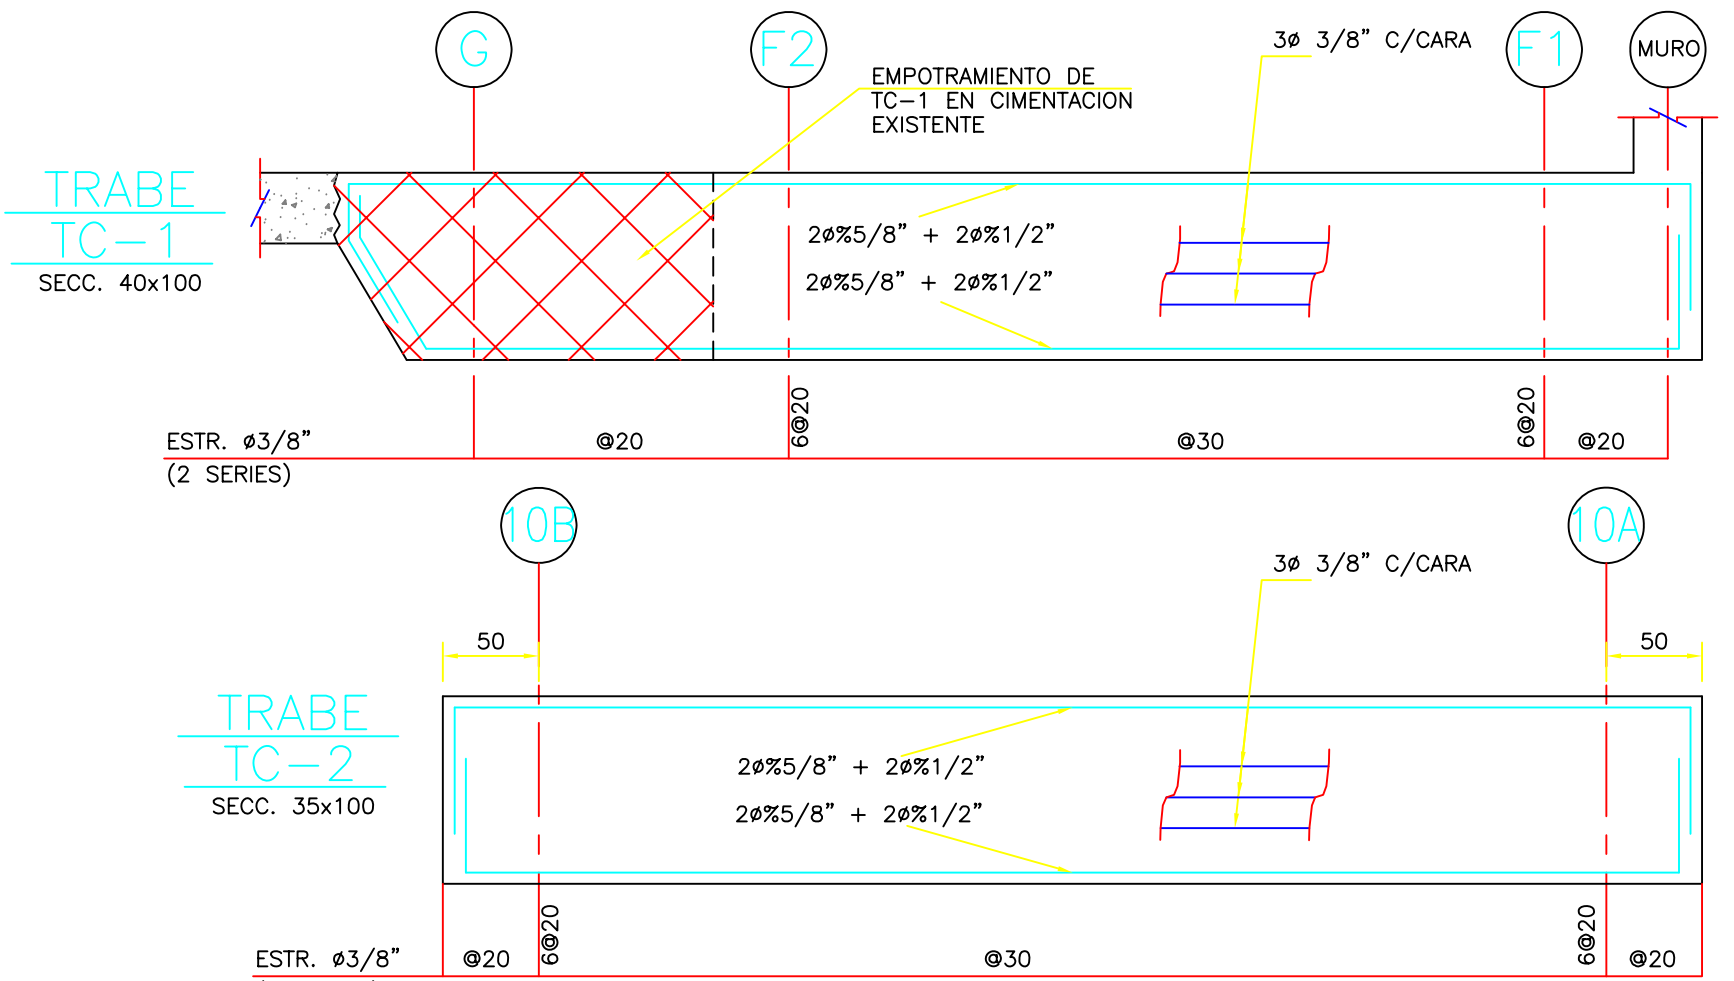 G
F2
3ø 3/8" C/CARA
F1
MURO
EMPOTRAMIENTO DE
TC-1 EN CIMENTACION
EXISTENTE
TRABE
TC-1
SECC. 40x100
2ø%5/8" + 2ø%1/2"
2ø%5/8" + 2ø%1/2"
ESTR. ø3/8"
(2 SERIES)
@20
6@20
@30
6@20
@20
10B
10A
3ø 3/8" C/CARA
50
50
TRABE
TC-2
SECC. 35x100
2ø%5/8" + 2ø%1/2"
2ø%5/8" + 2ø%1/2"
ESTR. ø3/8"
@20
6@20
@30
6@20
@20